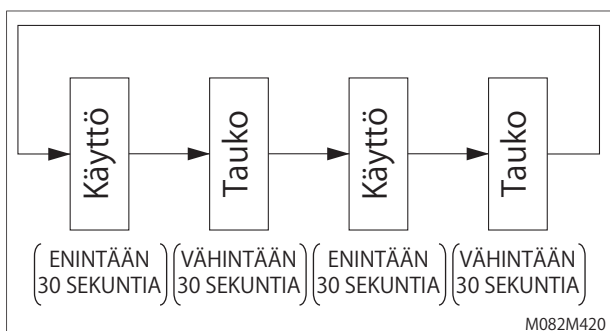 Käyttö
Tauko
Käyttö
Tauko
ENINTÄÄN
30 SEKUNTIA
VÄHINTÄÄN
30 SEKUNTIA
ENINTÄÄN
30 SEKUNTIA
VÄHINTÄÄN
30 SEKUNTIA
M082M420